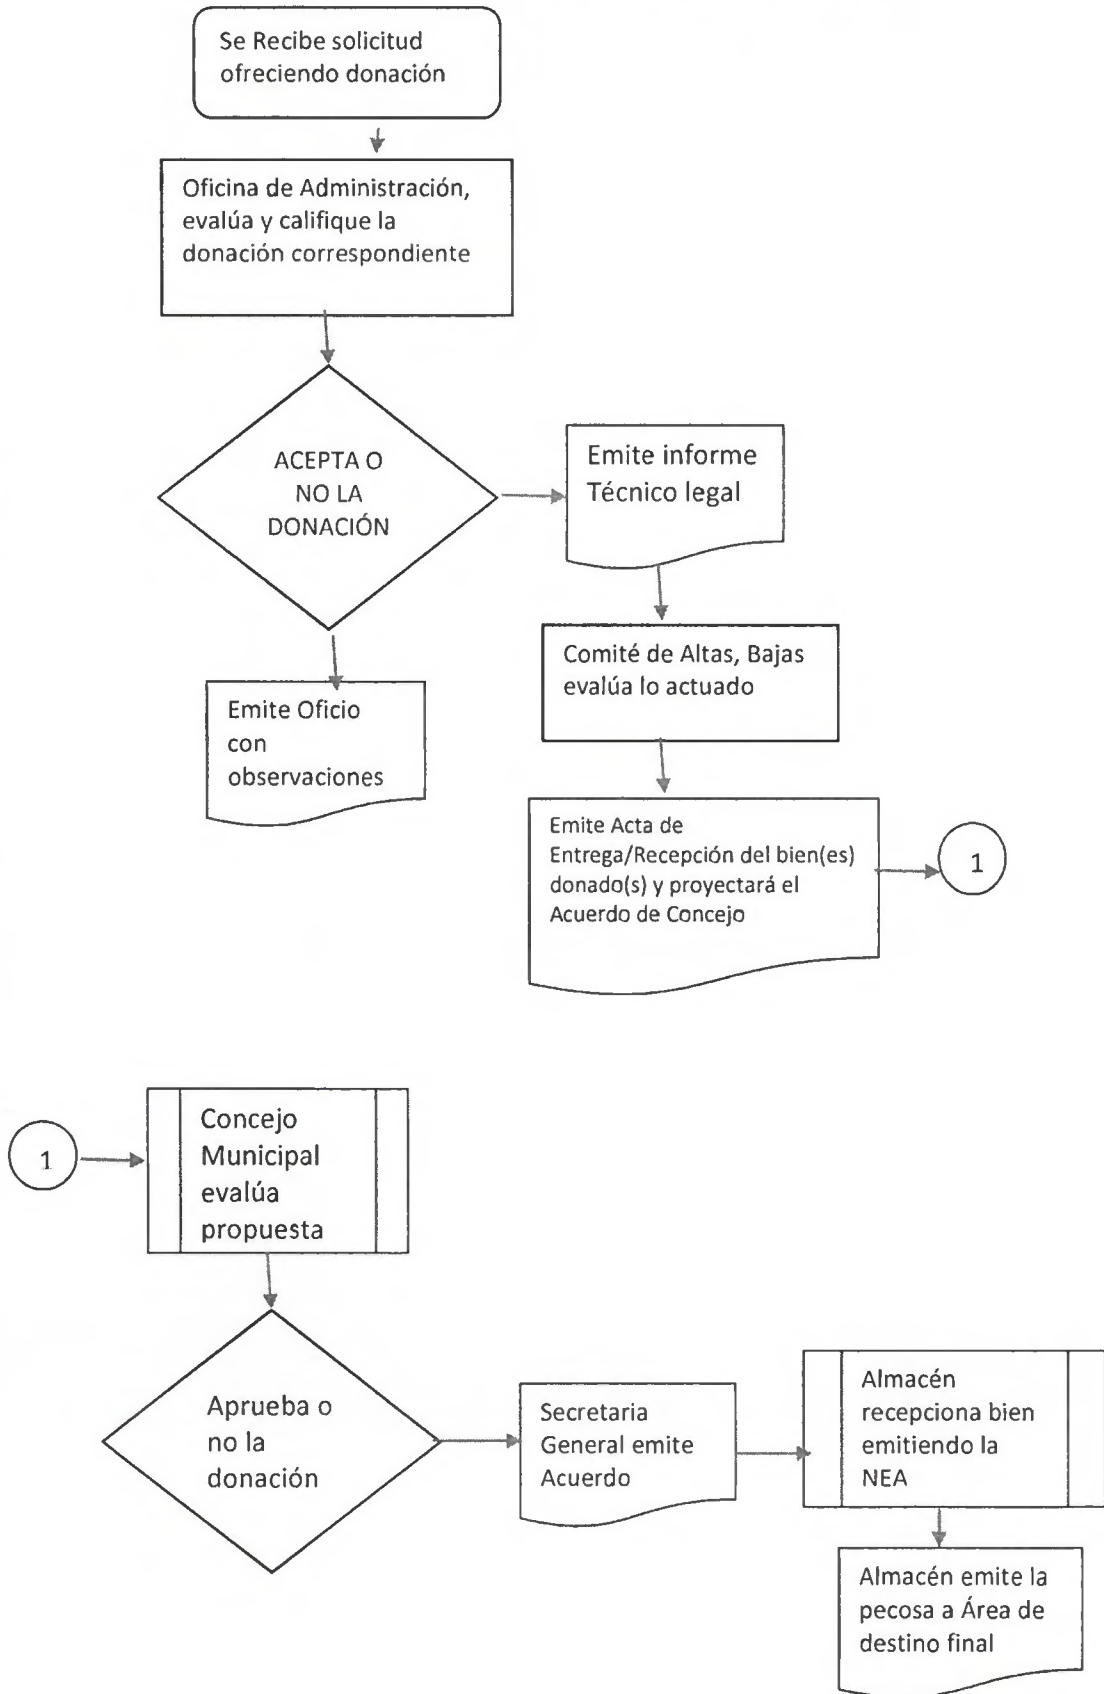 Se Recibe solicitud
ofreciendo donación
Oficina de Administración,
evalúa y califique la
donación correspondiente
ACEPTA O
NO LA
DONACIÓN
Emite informe
Técnico legal
Comité de Altas, Bajas
evalúa lo actuado
Emite Oficio
con
observaciones
Emite Acta de
Entrega/Recepción del bien(es)
donado(s) y proyectará el
Acuerdo de Concejo
1
1
Concejo
Municipal
evalúa
propuesta
Aprueba o
no la
donación
Secretaria
General emite
Acuerdo
Almacén
recepciona bien
emitiendo la
NEA
Almacén emite la
pecosa a Área de
destino final